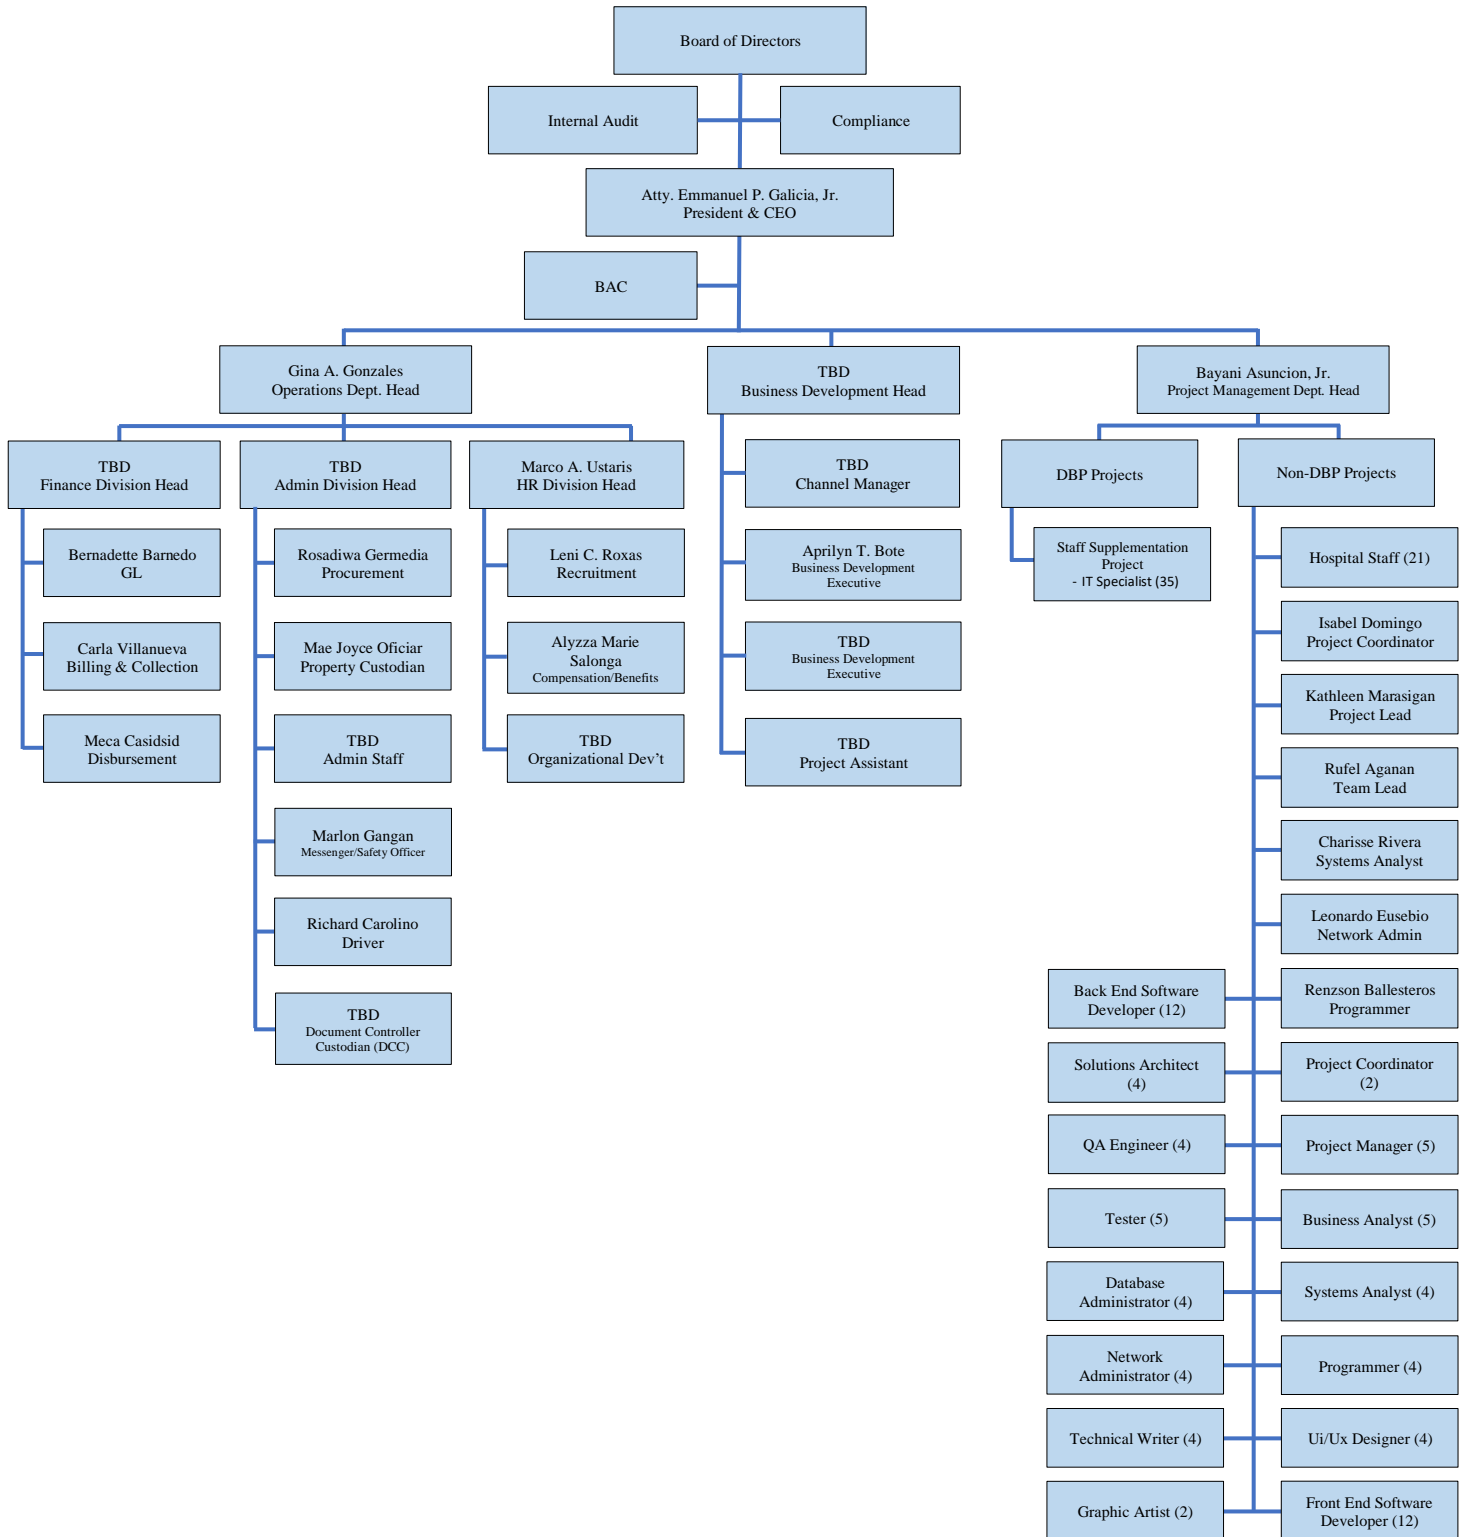 Board of Directors
Internal Audit
Compliance
Atty. Emmanuel P. Galicia, Jr.
President & CEO
BAC
Gina A. Gonzales
Operations Dept. Head
TBD
Business Development Head
Bayani Asuncion, Jr.
Project Management Dept. Head
TBD
Finance Division Head
TBD
Admin Division Head
Marco A. Ustaris
HR Division Head
TBD
Channel Manager
DBP Projects
Non-DBP Projects
Bernadette Barnedo
GL
Rosadiwa Germedia
Procurement
Leni C. Roxas
Recruitment
Aprilyn T. Bote
Business Development
Executive
Staff Supplementation
Project
- IT Specialist (35)
Hospital Staff (21)
Carla Villanueva
Billing & Collection
Mae Joyce Oficiar
Property Custodian
Alyzza Marie
Salonga
Compensation/Benefits
TBD
Business Development
Executive
Isabel Domingo
Project Coordinator
Kathleen Marasigan
Project Lead
Meca Casidsid
Disbursement
TBD
Admin Staff
TBD
Organizational Dev't
TBD
Project Assistant
Rufel Aganan
Team Lead
Marlon Gangan
Messenger/Safety Officer
Charisse Rivera
Systems Analyst
Richard Carolino
Driver
Leonardo Eusebio
Network Admin
TBD
Document Controller
Custodian (DCC)
Back End Software
Developer (12)
Renzson Ballesteros
Programmer
Solutions Architect
(4)
Project Coordinator
(2)
QA Engineer (4)
Project Manager (5)
Tester (5)
Business Analyst (5)
Database
Administrator (4)
Systems Analyst (4)
Network
Administrator (4)
Programmer (4)
Technical Writer (4)
Ui/Ux Designer (4)
Graphic Artist (2)
Front End Software
Developer (12)